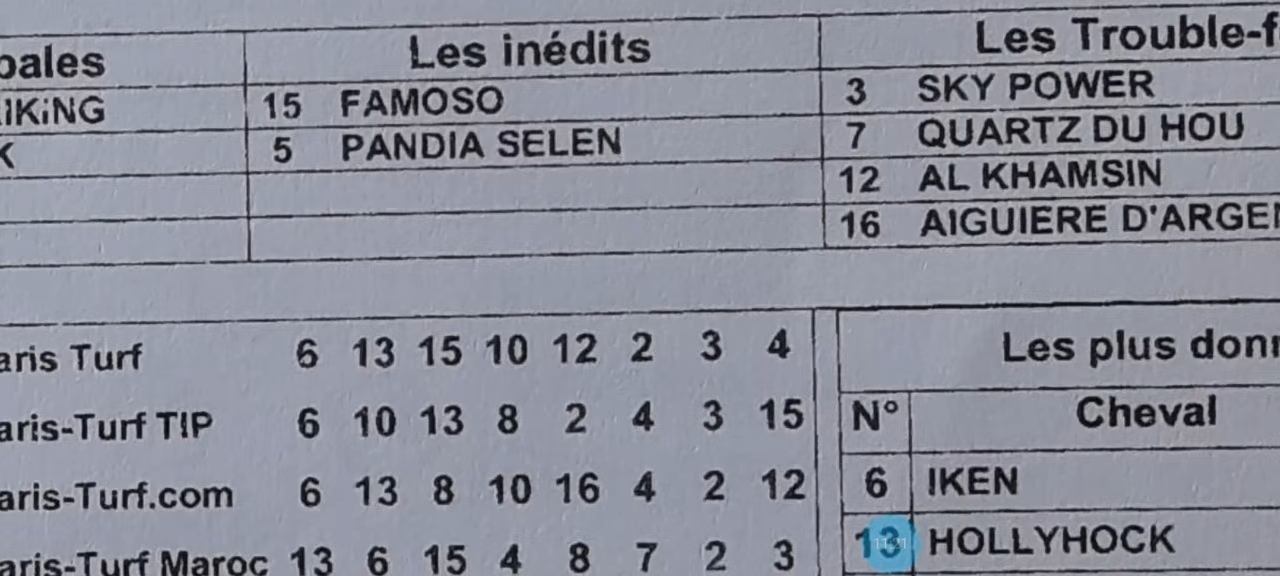 pales
Les inédits
Les Trouble-f
IKiNG
15 FAMOSO
3 SKY POWER
K
5 PANDIA SELEN
7 QUARTZ DU HOU
12 AL KHAMSIN
16 AIGUIERE D'ARGE
aris Turf 6 13 15 10 12 2 3 4
aris-Turf TIP 6 10 13 8 2 4 3 15
aris-Turf.com 6 13 8 10 16 4 2 12
aris-Turf Maroc 13 6 15 4 8 7 2 3
Les plus donn
N° Cheval
6 IKEN
13 HOLLYHOCK